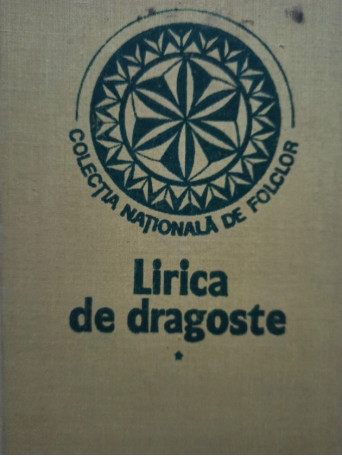 COLECȚIA NAȚIONALĂ DE FOLCLOR
Lirica
de dragoste
*